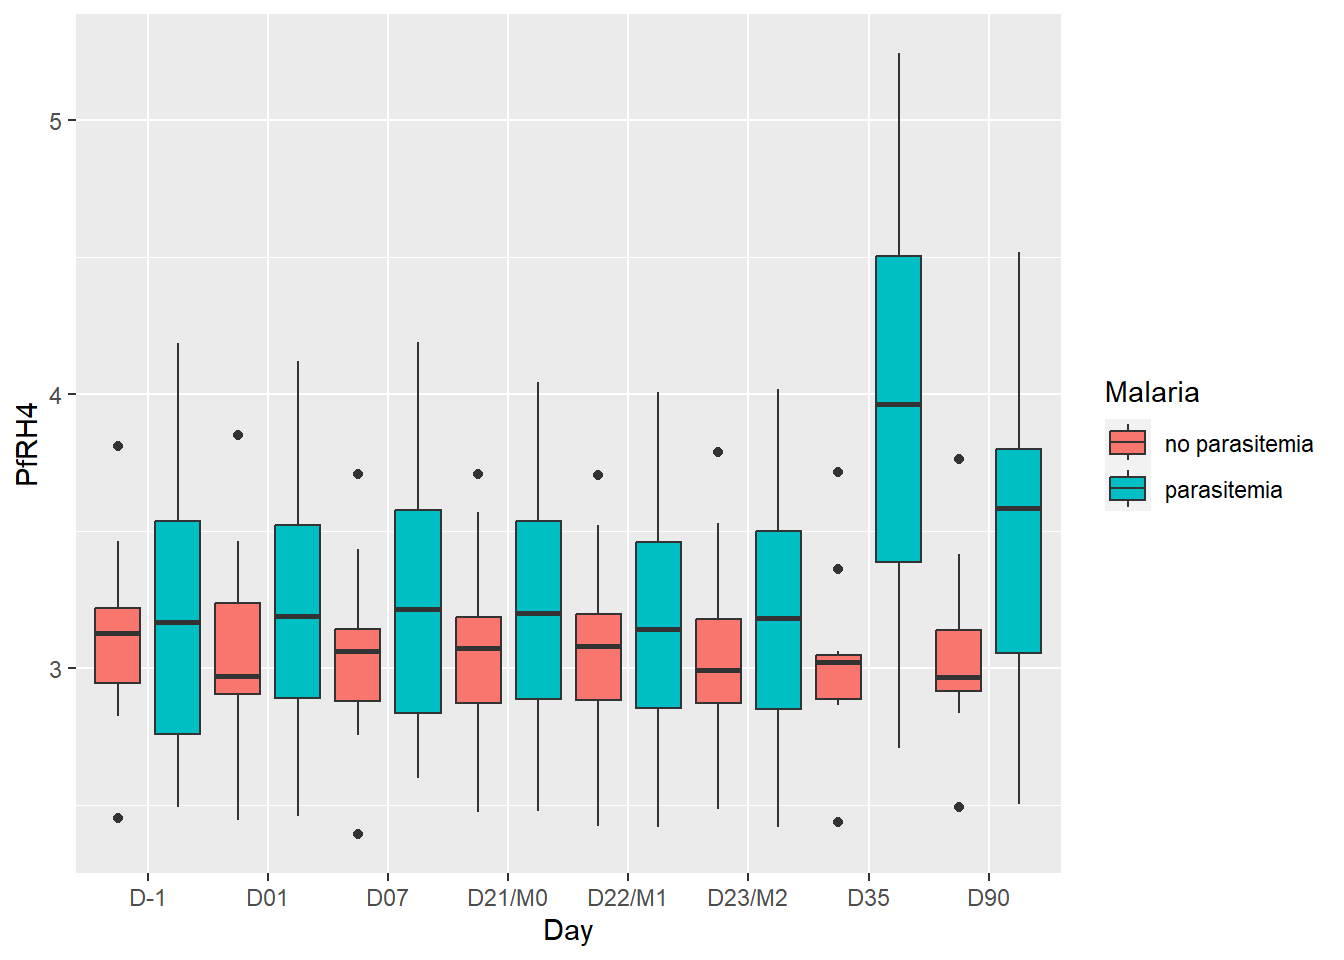 5
4
3
PfRH4
D-1 D01 D07 D21/M0 D22/M1 D23/M2 D35 D90
Day
Malaria
no parasitemia
parasitemia